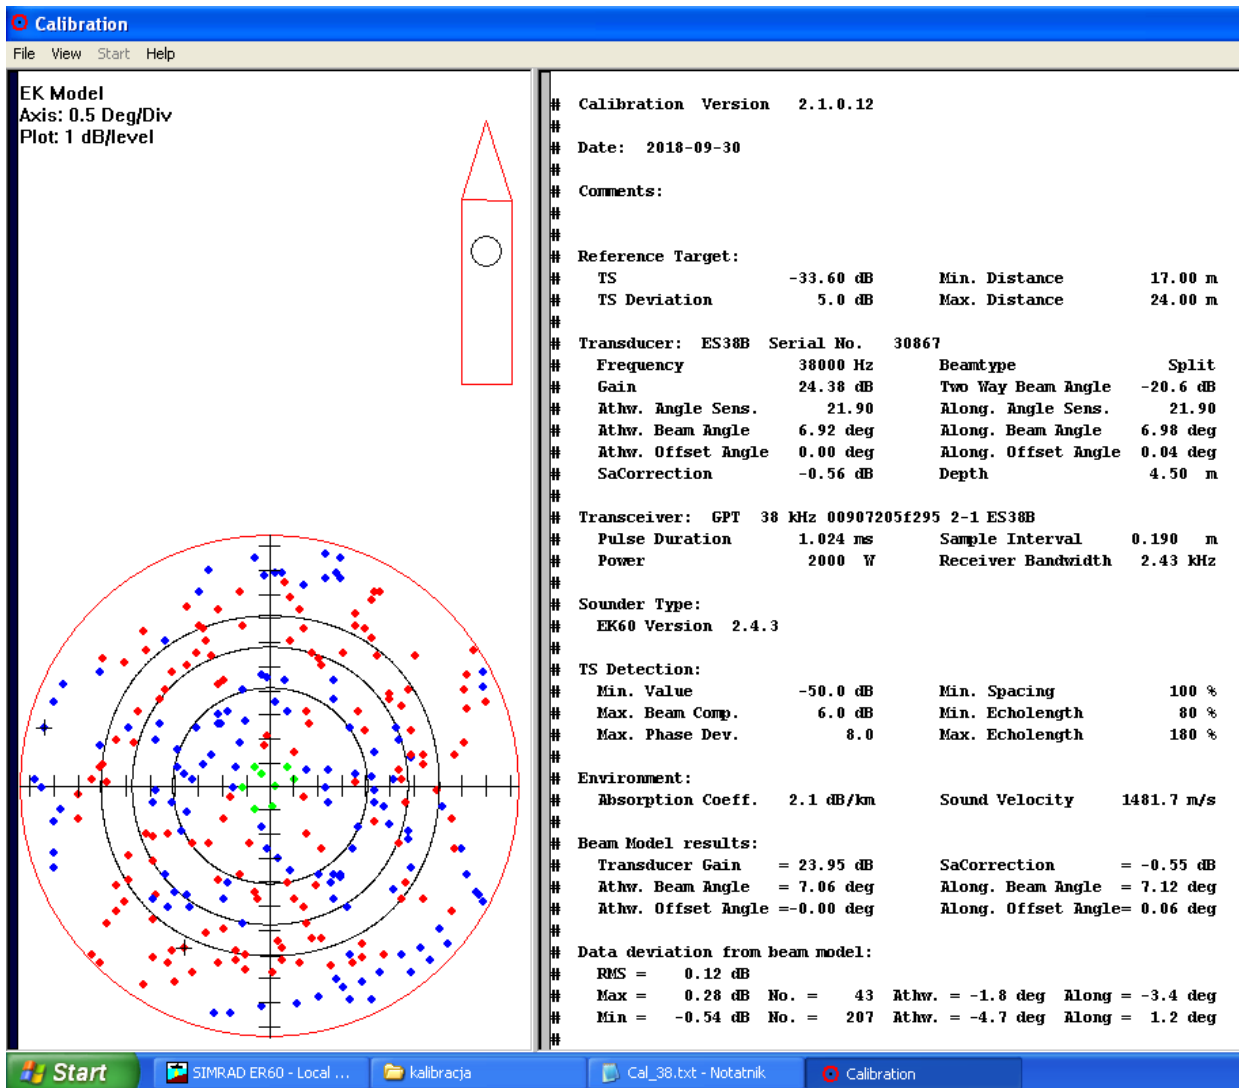 Calibration
File View Start Help
EK Model
Axis: 0.5 Deg/Div
Plot: 1 dB/level
# Calibration Version 2.1.0.12
#
# Date: 2018-09-30
#
# Comments:
#
#
# Reference Target:
# TS -33.60 dB Min. Distance 17.00 m
# TS Deviation 5.0 dB Max. Distance 24.00 m
#
# Transducer: ES38B Serial No. 30867
# Frequency 38000 Hz Beamtype Split
# Gain 24.38 dB Two Way Beam Angle -20.6 dB
# Athw. Angle Sens. 21.90 Along. Angle Sens. 21.90
# Athw. Beam Angle 6.92 deg Along. Beam Angle 6.98 deg
# Athw. Offset Angle 0.00 deg Along. Offset Angle 0.04 deg
# SaCorrection -0.56 dB Depth 4.50 m
#
# Transceiver: GPT 38 kHz 00907205f295 2-1 ES38B
# Pulse Duration 1.024 ms Sample Interval 0.190 m
# Power 2000 W Receiver Bandwidth 2.43 kHz
#
# Sounder Type:
# EK60 Version 2.4.3
#
# TS Detection:
# Min. Value -50.0 dB Min. Spacing 100 %
# Max. Beam Comp. 6.0 dB Min. Echolength 80 %
# Max. Phase Dev. 8.0 Max. Echolength 180 %
#
# Environment:
# Absorption Coeff. 2.1 dB/km Sound Velocity 1481.7 m/s
#
# Beam Model results:
# Transducer Gain = 23.95 dB SaCorrection = -0.55 dB
# Athw. Beam Angle = 7.06 deg Along. Beam Angle = 7.12 deg
# Athw. Offset Angle =-0.00 deg Along. Offset Angle= 0.06 deg
#
# Data deviation from beam model:
# RMS = 0.12 dB
# Max = 0.28 dB No. = 43 Athw. = -1.8 deg Along = -3.4 deg
# Min = -0.54 dB No. = 207 Athw. = -4.7 deg Along = 1.2 deg
#
Start SIMRAD ER60 - Local ... kalibracja Cal_38.txt - Notatnik Calibration